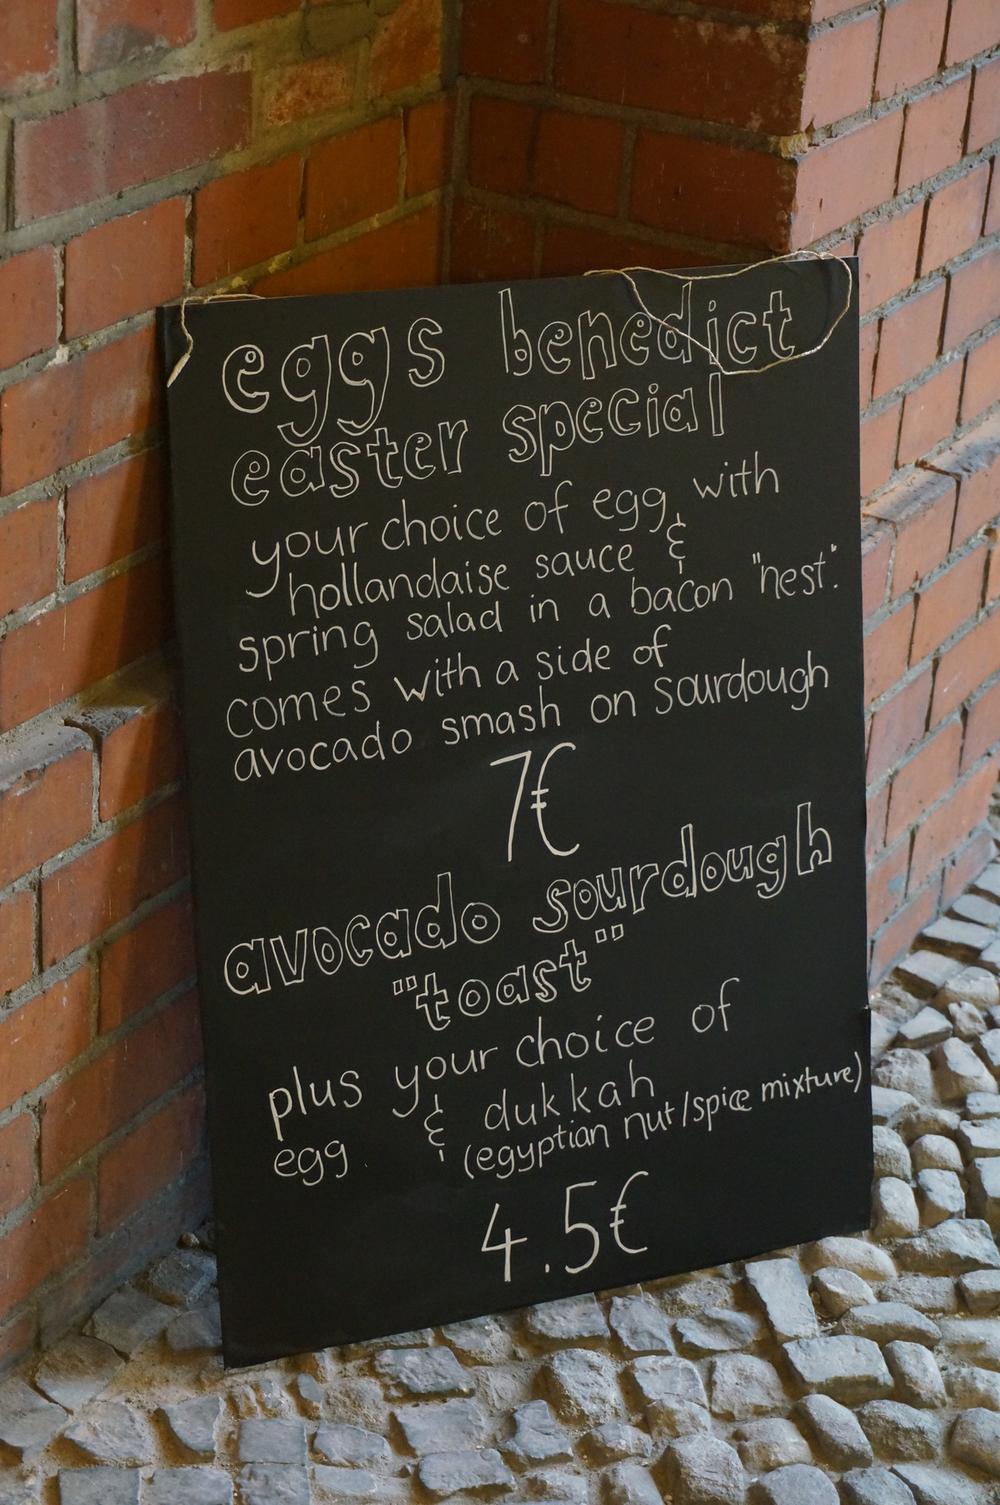 eggs benedict
easter special
your choice of egg with
hollandaise sauce &
spring salad in a bacon "nest".
comes with a side of
avocado smash on sourdough
7€
avocado sourdough
"toast"
plus your choice of
egg & dukkah
(egyptian nut/spice mixture)
4.5€